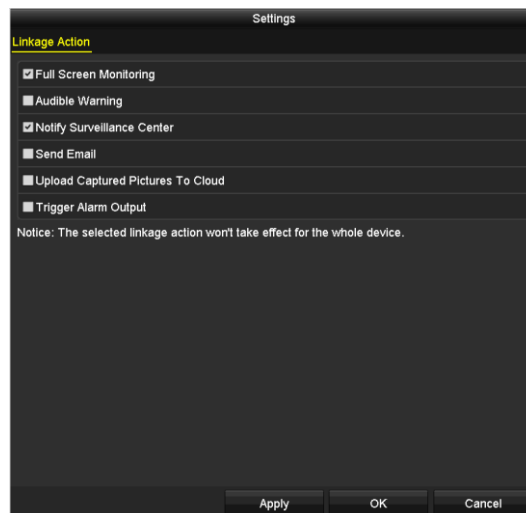 Settings
Linkage Action
Full Screen Monitoring
Audible Warning
Notify Surveillance Center
Send Email
Upload Captured Pictures To Cloud
Trigger Alarm Output
Notice: The selected linkage action won't take effect for the whole device.
Apply OK Cancel